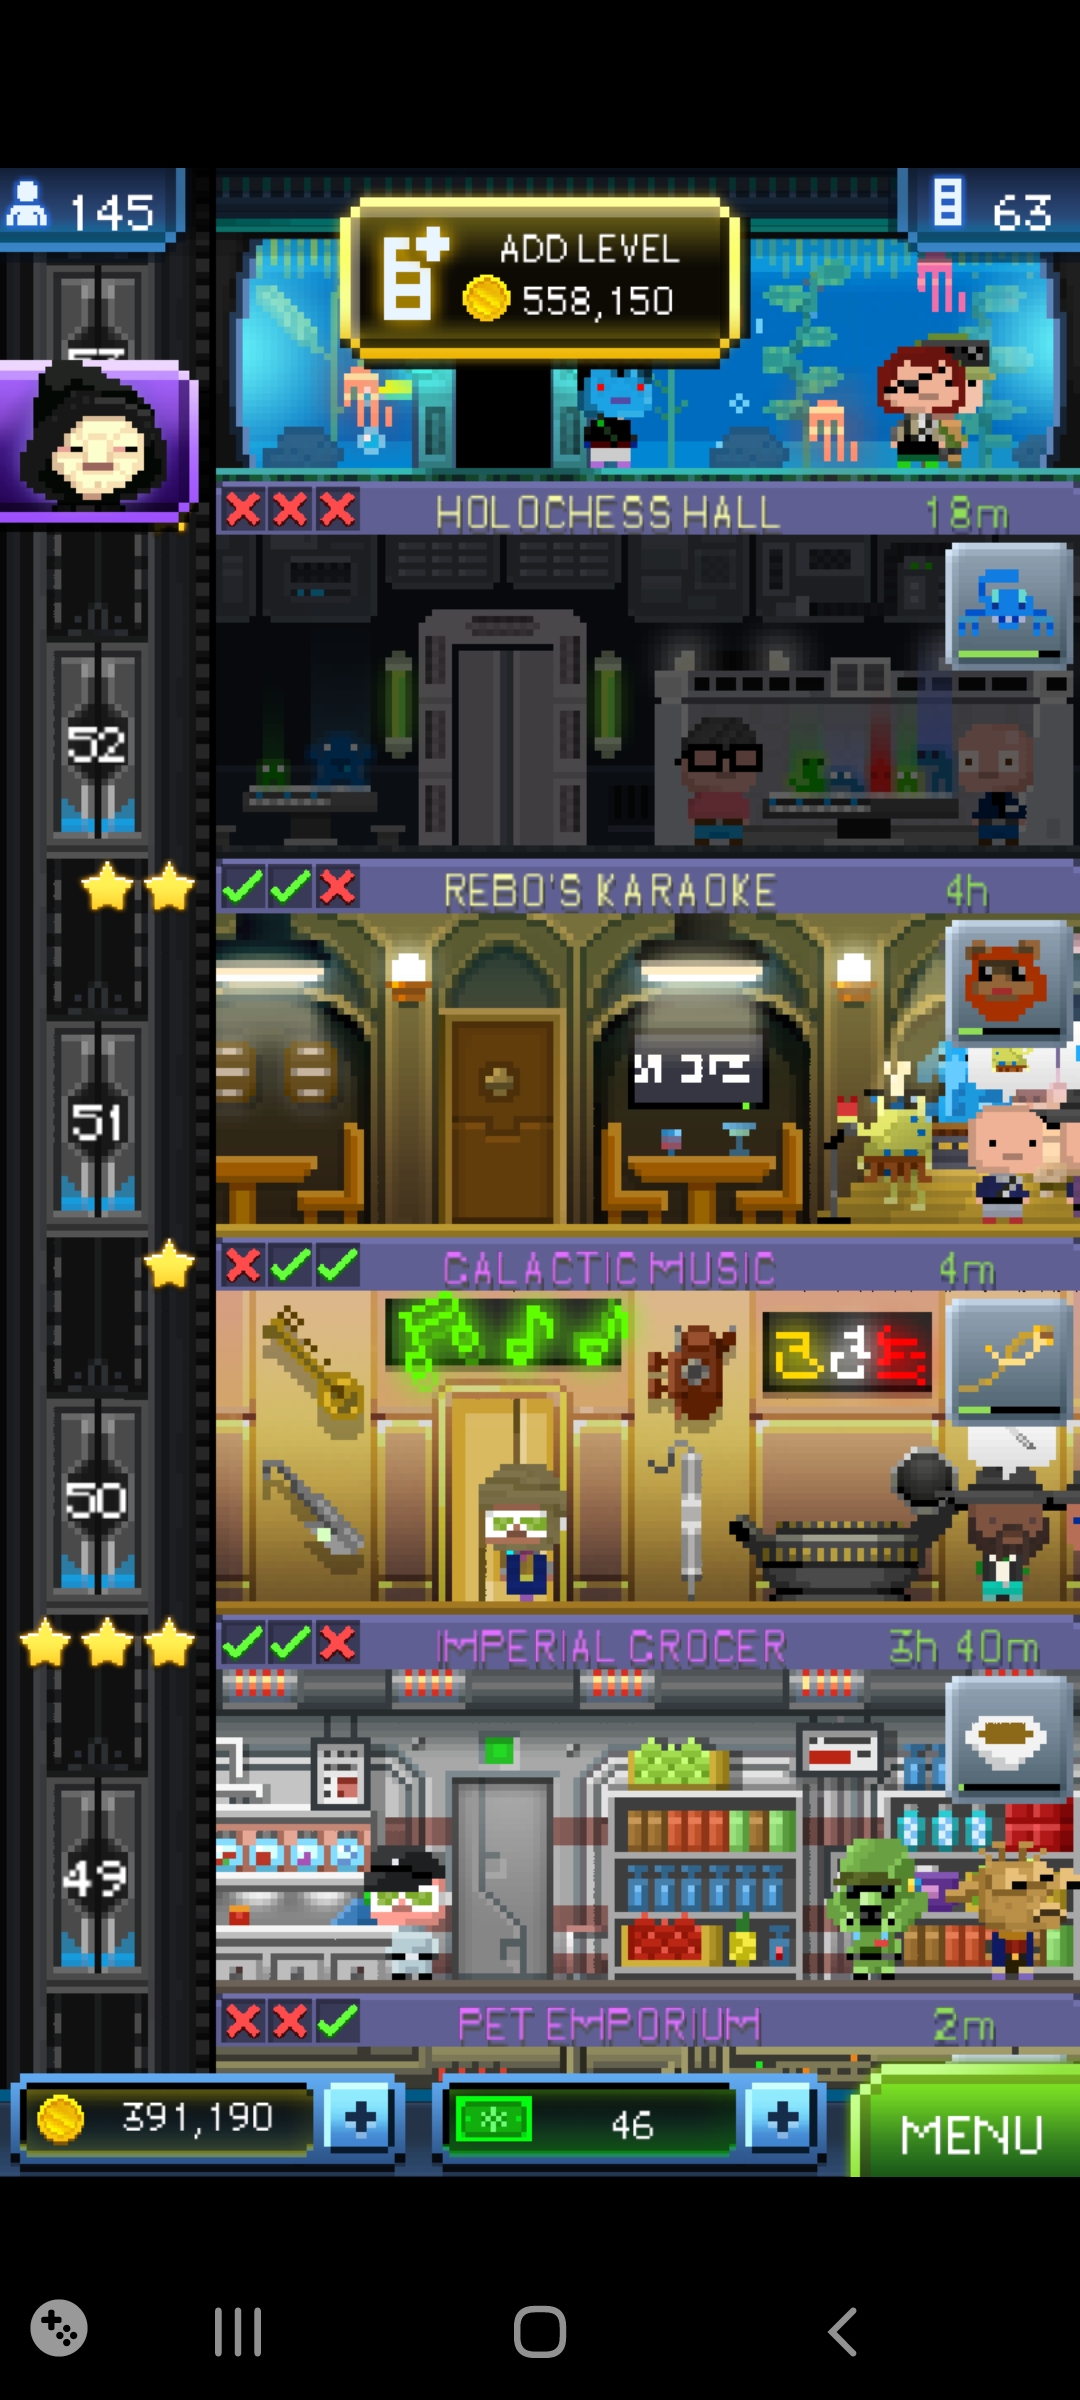 145
ADD LEVEL
558,150
63
HOLOCHESS HALL
18m
52
REBO'S KARAOKE
4h
51
GALACTIC MUSIC
4m
50
IMPERIAL GROCER
3h 40m
49
PET EMPORIUM
2m
391,190
46
MENU